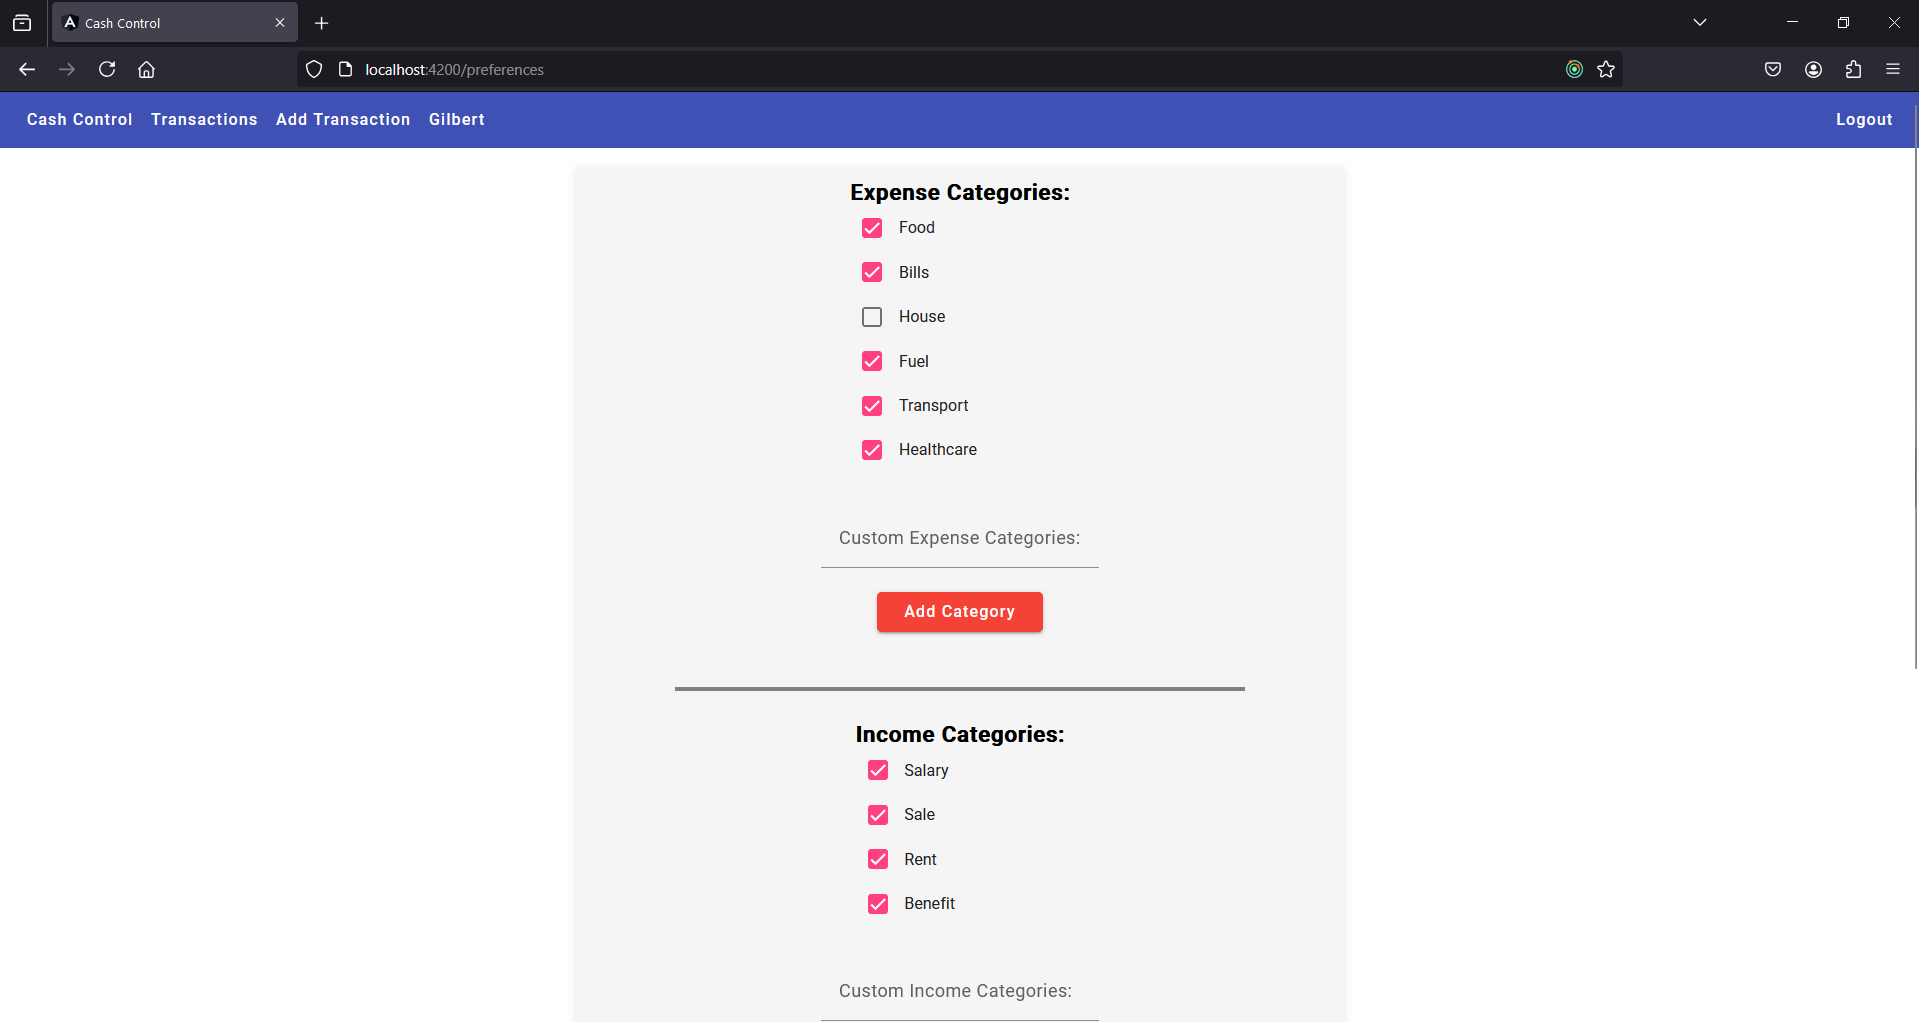 Cash Control
localhost:4200/preferences
Cash Control Transactions Add Transaction Gilbert Logout
Expense Categories:
Food
Bills
House
Fuel
Transport
Healthcare
Custom Expense Categories:
Add Category
Income Categories:
Salary
Sale
Rent
Benefit
Custom Income Categories: